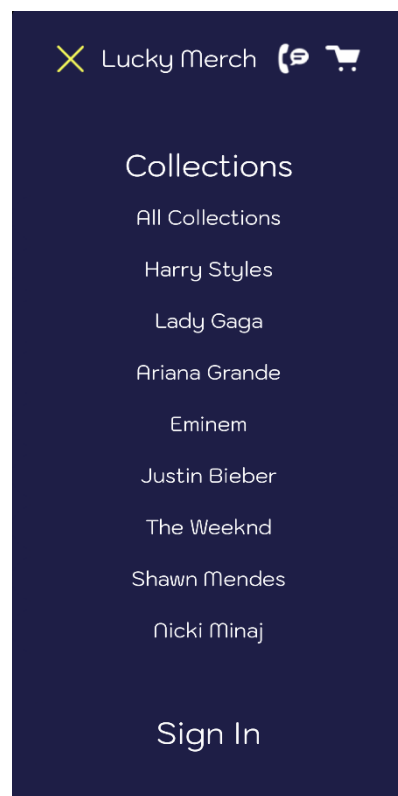 Lucky Merch
Collections
All Collections
Harry Styles
Lady Gaga
Ariana Grande
Eminem
Justin Bieber
The Weeknd
Shawn Mendes
Nicki Minaj
Sign In